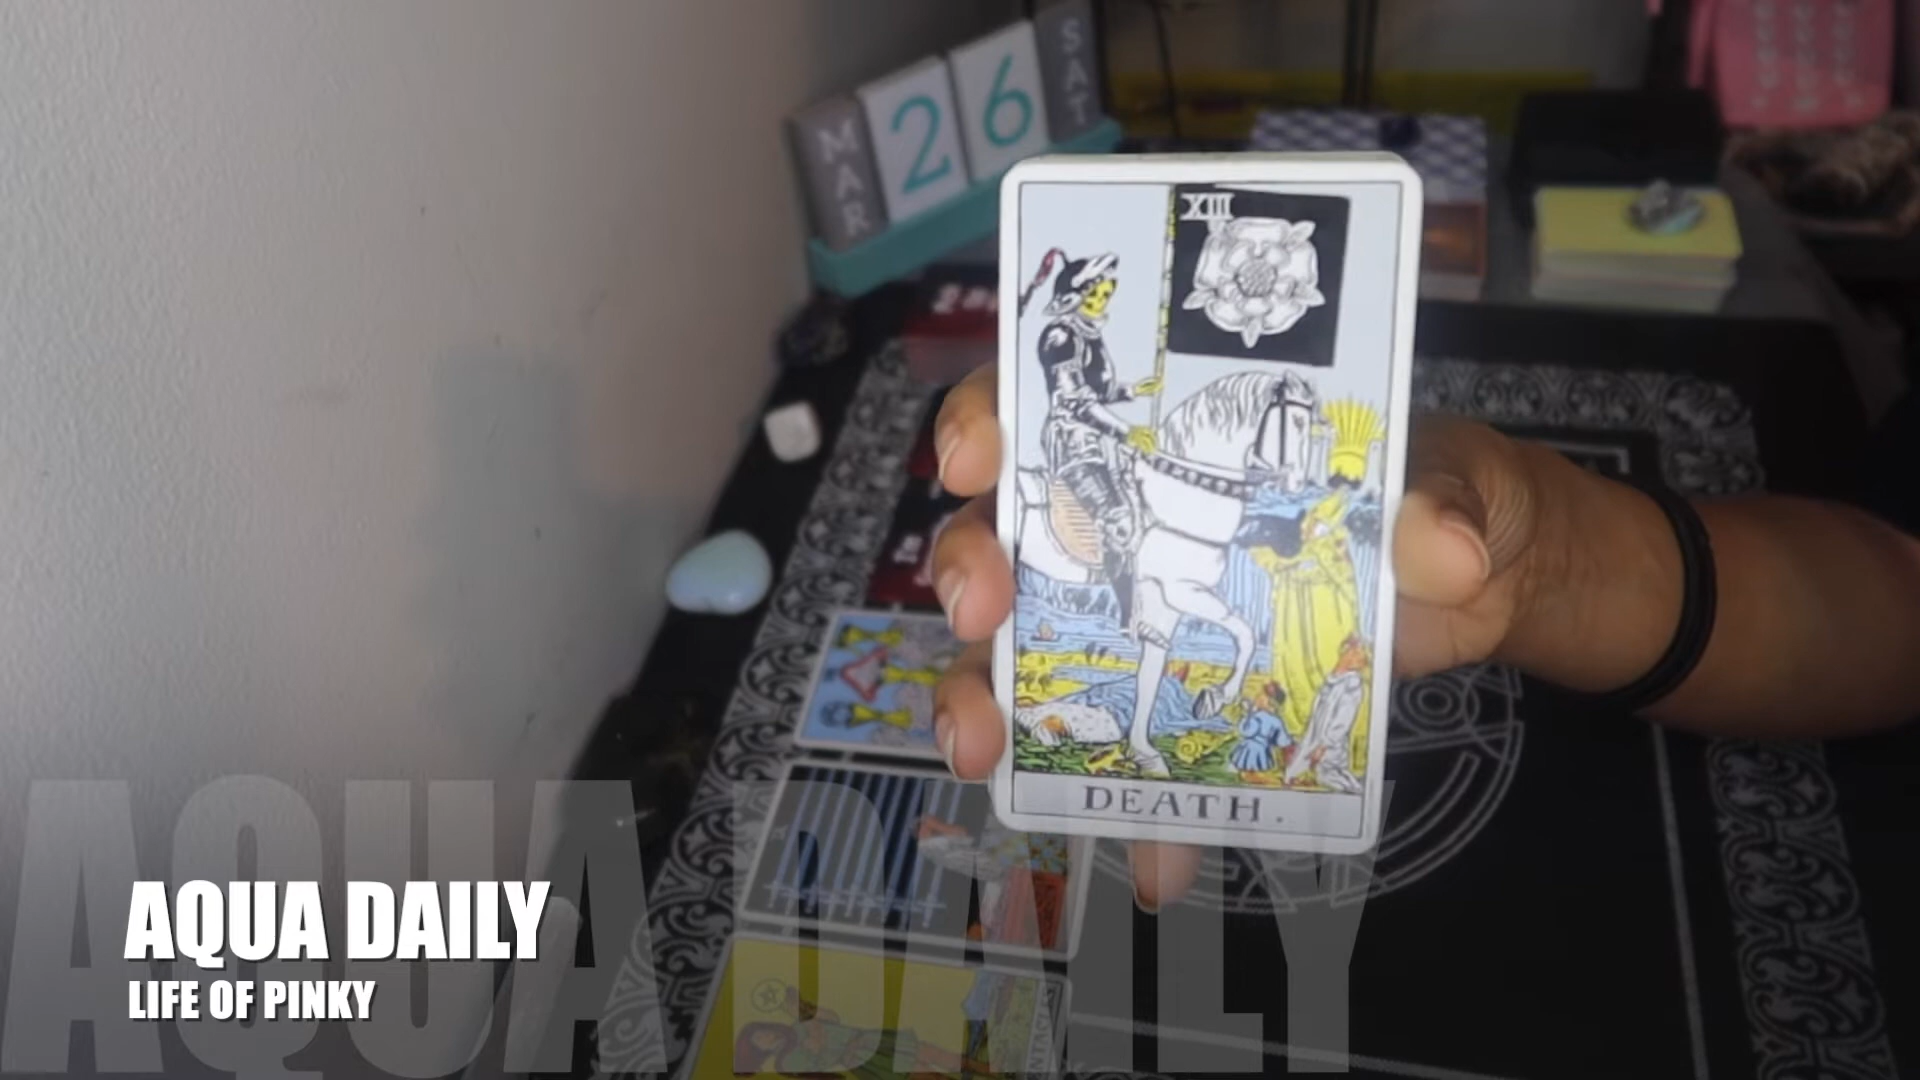 MAR 26 SAT
XIII
DEATH.
AQUA DAILY
AQUA DAILY
LIFE OF PINKY